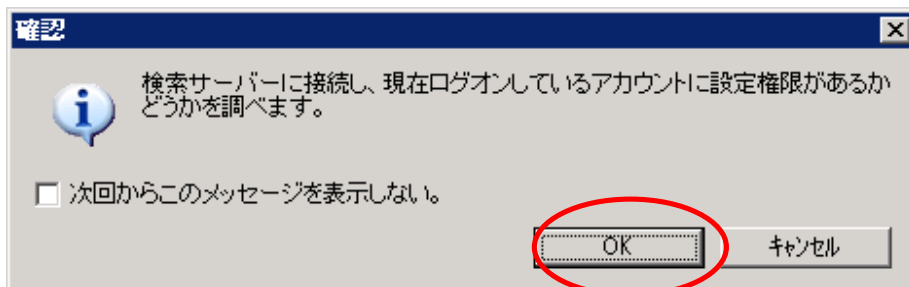 確認
検索サーバーに接続し、現在ログオンしているアカウントに設定権限があるか
どうかを調べます。
次回からこのメッセージを表示しない。
OK
キャンセル